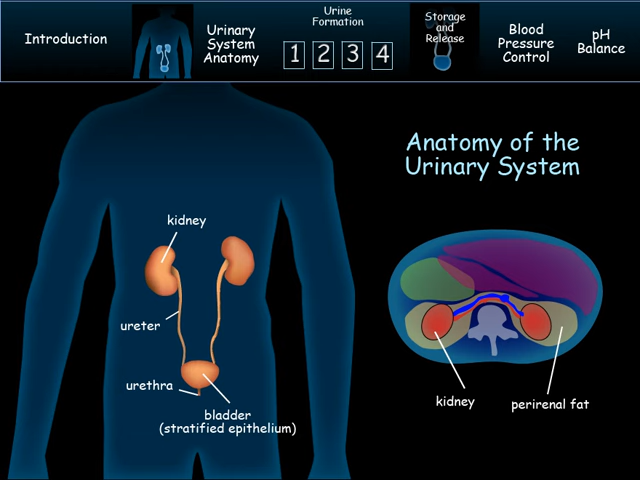 Introduction
Urinary
System
Anatomy
Urine
Formation
1 2 3 4
Storage
and
Release
Blood
Pressure
Control
pH
Balance
Anatomy of the
Urinary System
kidney
ureter
urethra
bladder
(stratified epithelium)
kidney
perirenal fat